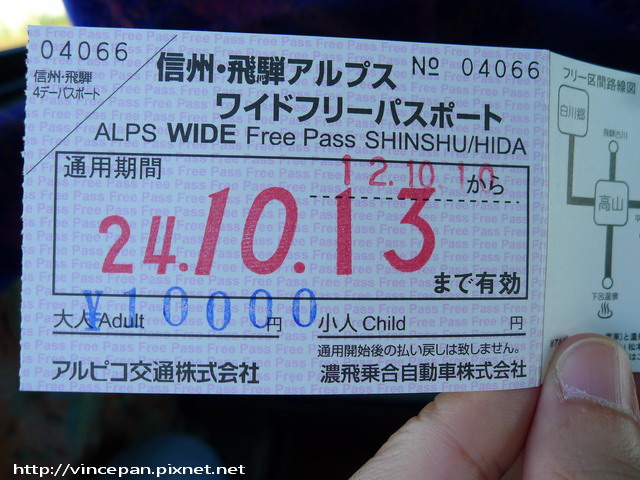 04066
信州・飛騨
4デーパスポート
信州・飛騨アルプス № 04066
ワイドフリーパスポート
ALPS WIDE Free Pass SHINSHU/HIDA
通用期間
12.10.10 から
24.10.13
まで有効
大人 Adult ¥10000 円 小人 Child 円
通用開始後の払い戻しは致しません。
アルピコ交通株式会社 濃飛乗合自動車株式会社
フリー区間路線図
白川郷
飛騨古川
高山
下呂温泉
http://vincepan.pixnet.net